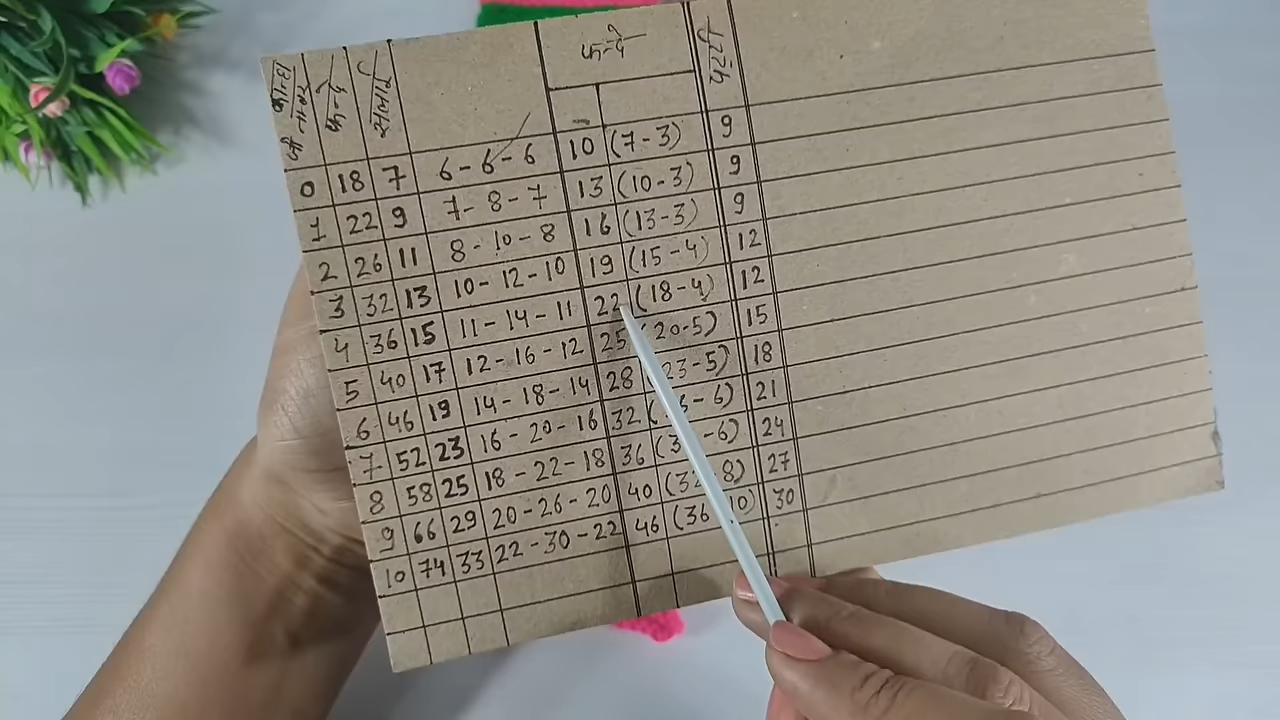 फन्दे
0 18 7 6-6-6 10 (7-3) 9
1 22 9 7-8-7 13 (10-3) 9
2 26 11 8-10-8 16 (13-3) 9
3 32 13 10-12-10 19 (15-4) 12
4 36 15 11-14-11 22 (18-4) 12
5 40 17 12-16-12 25 (20-5) 15
6 46 19 14-18-14 28 (23-5) 18
7 52 23 16-20-16 32 21
8 58 25 18-22-18 36 24
9 66 29 20-26-20 40 27
10 74 33 22-30-22 46 30